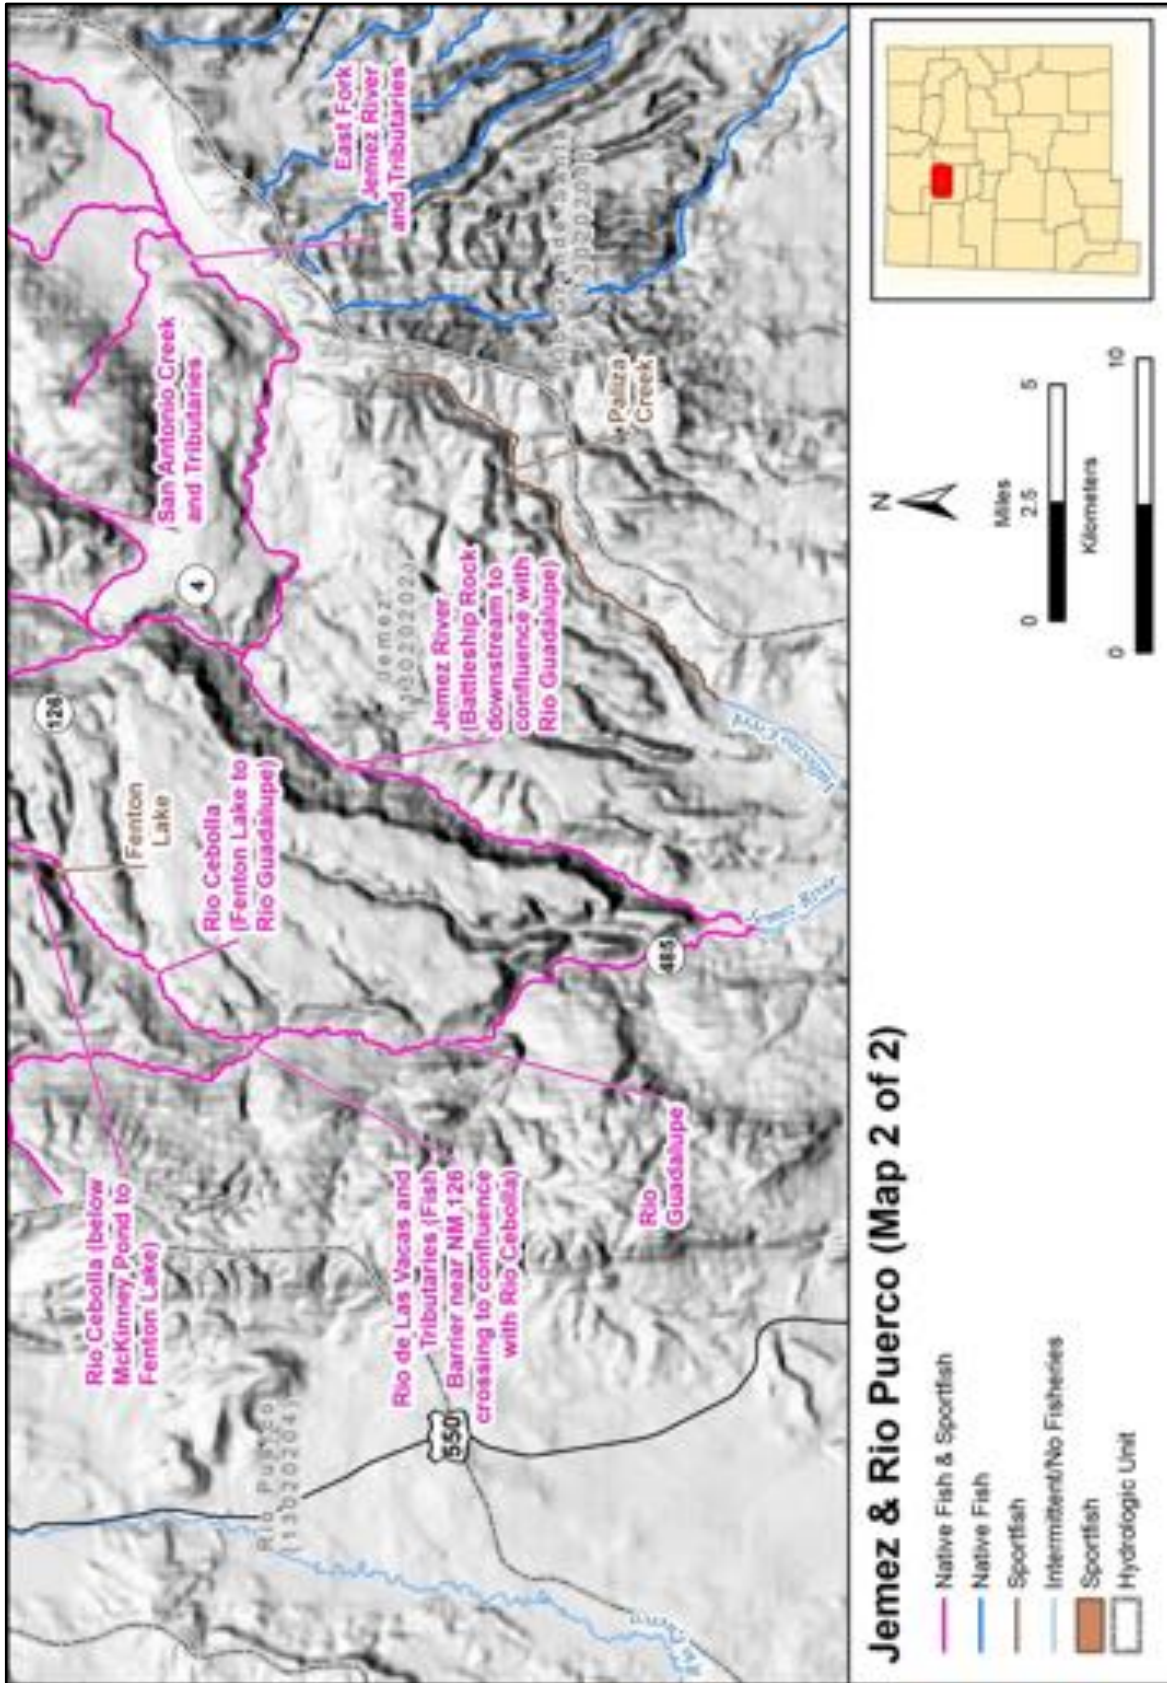 Rio Cebolla (below
McKinney Pond to
Fenton Lake)
Fenton
Lake
126
4
San Antonio Creek
and Tributaries
East Fork
Jemez River
and Tributaries
Rio Cebolla
(Fenton Lake to
Rio Guadalupe)
Rio Puerco
(13020204)
Rio de Las Vacas and
Tributaries (Fish
Barrier near NM 126
crossing to confluence
with Rio Cebolla)
Jemez
(13020202)
Jemez River
(Battleship Rock
downstream to
confluence with
Rio Guadalupe)
550
Rio
Guadalupe
485
Paliza
Creek
Jemez River
Jemez & Rio Puerco (Map 2 of 2)
Native Fish & Sportfish
Native Fish
Sportfish
Intermittent/No Fisheries
Sportfish
Hydrologic Unit
N
Miles
0 2.5 5
Kilometers
0 10